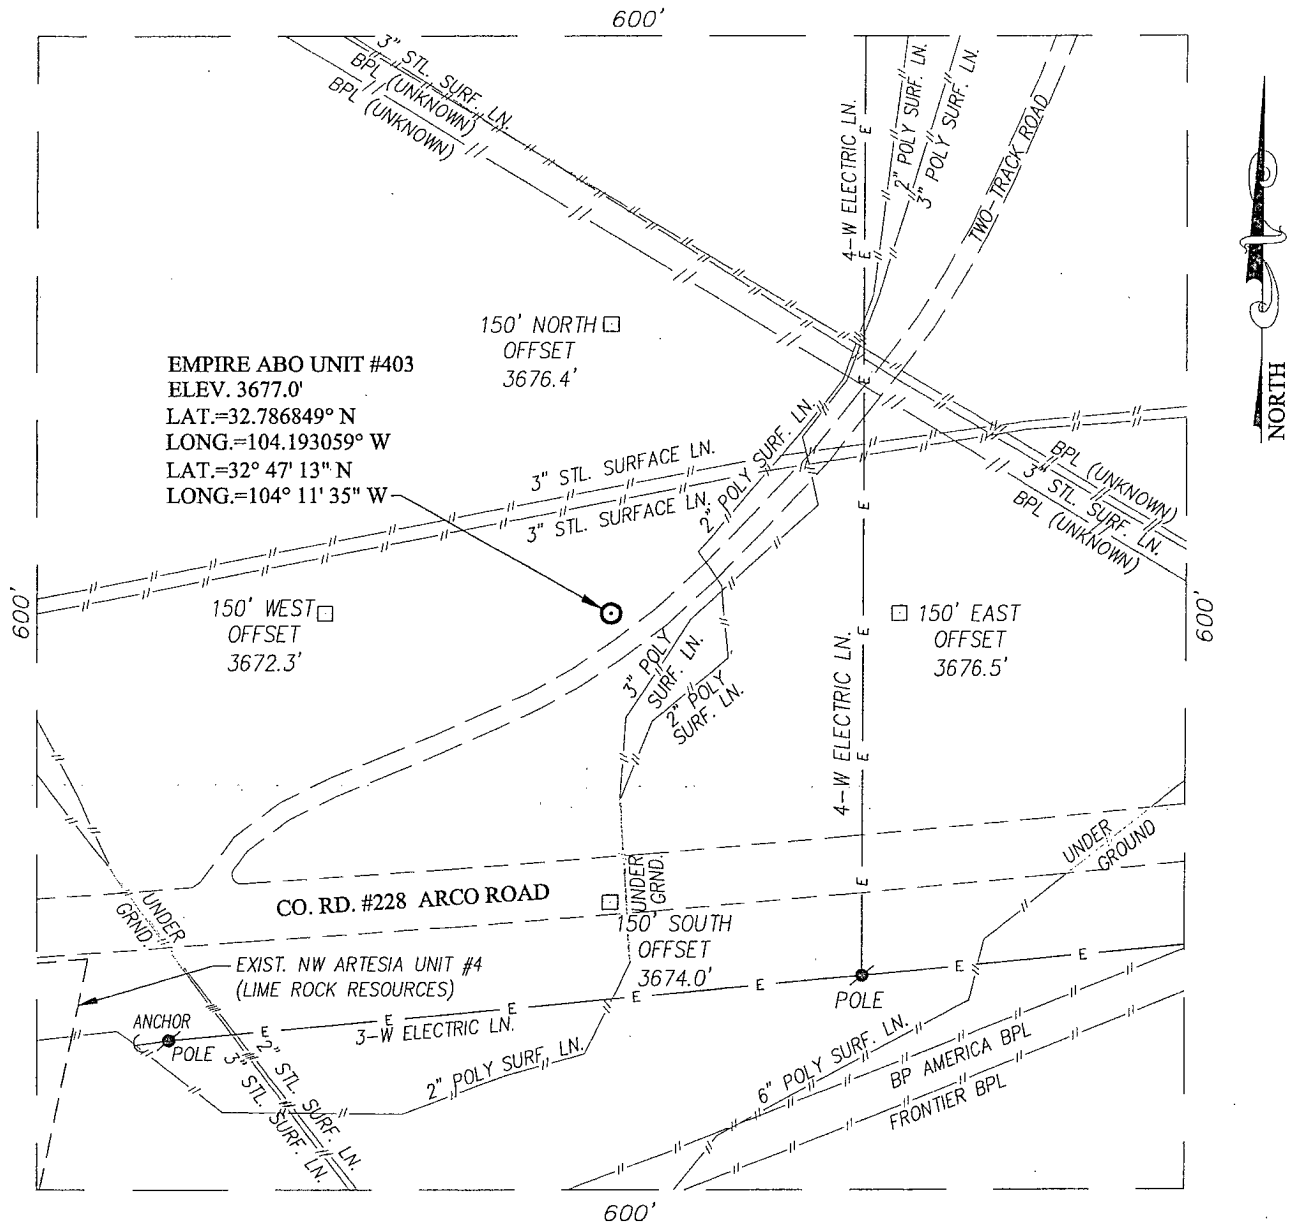 600'
3" STL. SURF. LN.
BPL (UNKNOWN)
BPL (UNKNOWN)
4-W ELECTRIC LN.
E
E
2" POLY SURF. LN.
3" POLY SURF. LN.
TWO-TRACK ROAD
NORTH
150' NORTH
OFFSET
3676.4'
EMPIRE ABO UNIT #403
ELEV. 3677.0'
LAT.=32.786849° N
LONG.=104.193059° W
LAT.=32° 47' 13" N
LONG.=104° 11' 35" W
E
E
E
3" STL. SURFACE LN.
3" STL. SURFACE LN.
2" POLY SURF. LN.
BPL (UNKNOWN)
3" STL. SURF. LN.
BPL (UNKNOWN)
600'
150' WEST
OFFSET
3672.3'
150' EAST
OFFSET
3676.5'
600'
3" POLY
SURF. LN.
2" POLY
SURF. LN.
4-W ELECTRIC LN.
E
E
E
UNDER
GROUND
UNDER
GRND.
UNDER
GRND.
CO. RD. #228 ARCO ROAD
150' SOUTH
OFFSET
3674.0'
EXIST. NW ARTESIA UNIT #4
(LIME ROCK RESOURCES)
POLE
ANCHOR
POLE
E
E
E
E
E
E
3-W ELECTRIC LN.
2" STL. SURF. LN.
3" STL. SURF. LN.
2" POLY SURF. LN.
6" POLY SURF. LN.
BP AMERICA BPL
FRONTIER BPL
600'